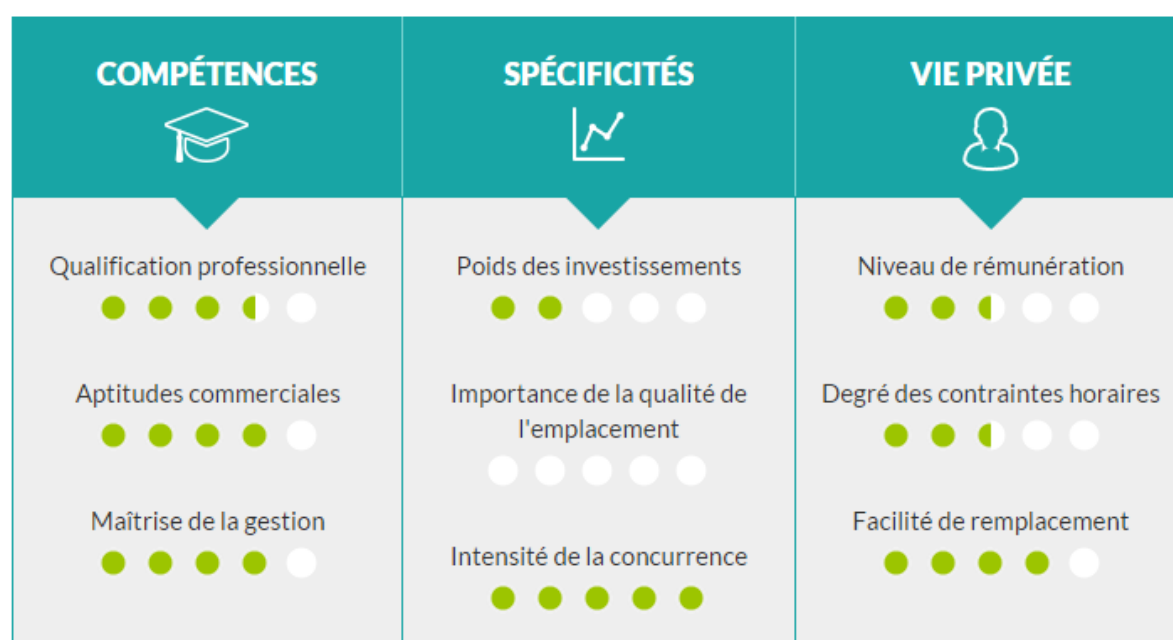 COMPÉTENCES
Qualification professionnelle
Aptitudes commerciales
Maîtrise de la gestion
SPÉCIFICITÉS
Poids des investissements
Importance de la qualité de
l'emplacement
Intensité de la concurrence
VIE PRIVÉE
Niveau de rémunération
Degré des contraintes horaires
Facilité de remplacement